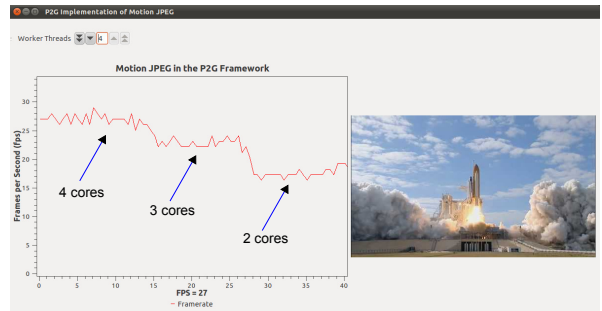 P2G Implementation of Motion JPEG
Worker Threads 4
Motion JPEG in the P2G Framework
Frames per Second (fps)
30
25
20
15
10
5
0
4 cores
3 cores
2 cores
0 5 10 15 20 25 30 35 40
FPS = 27
Framerate